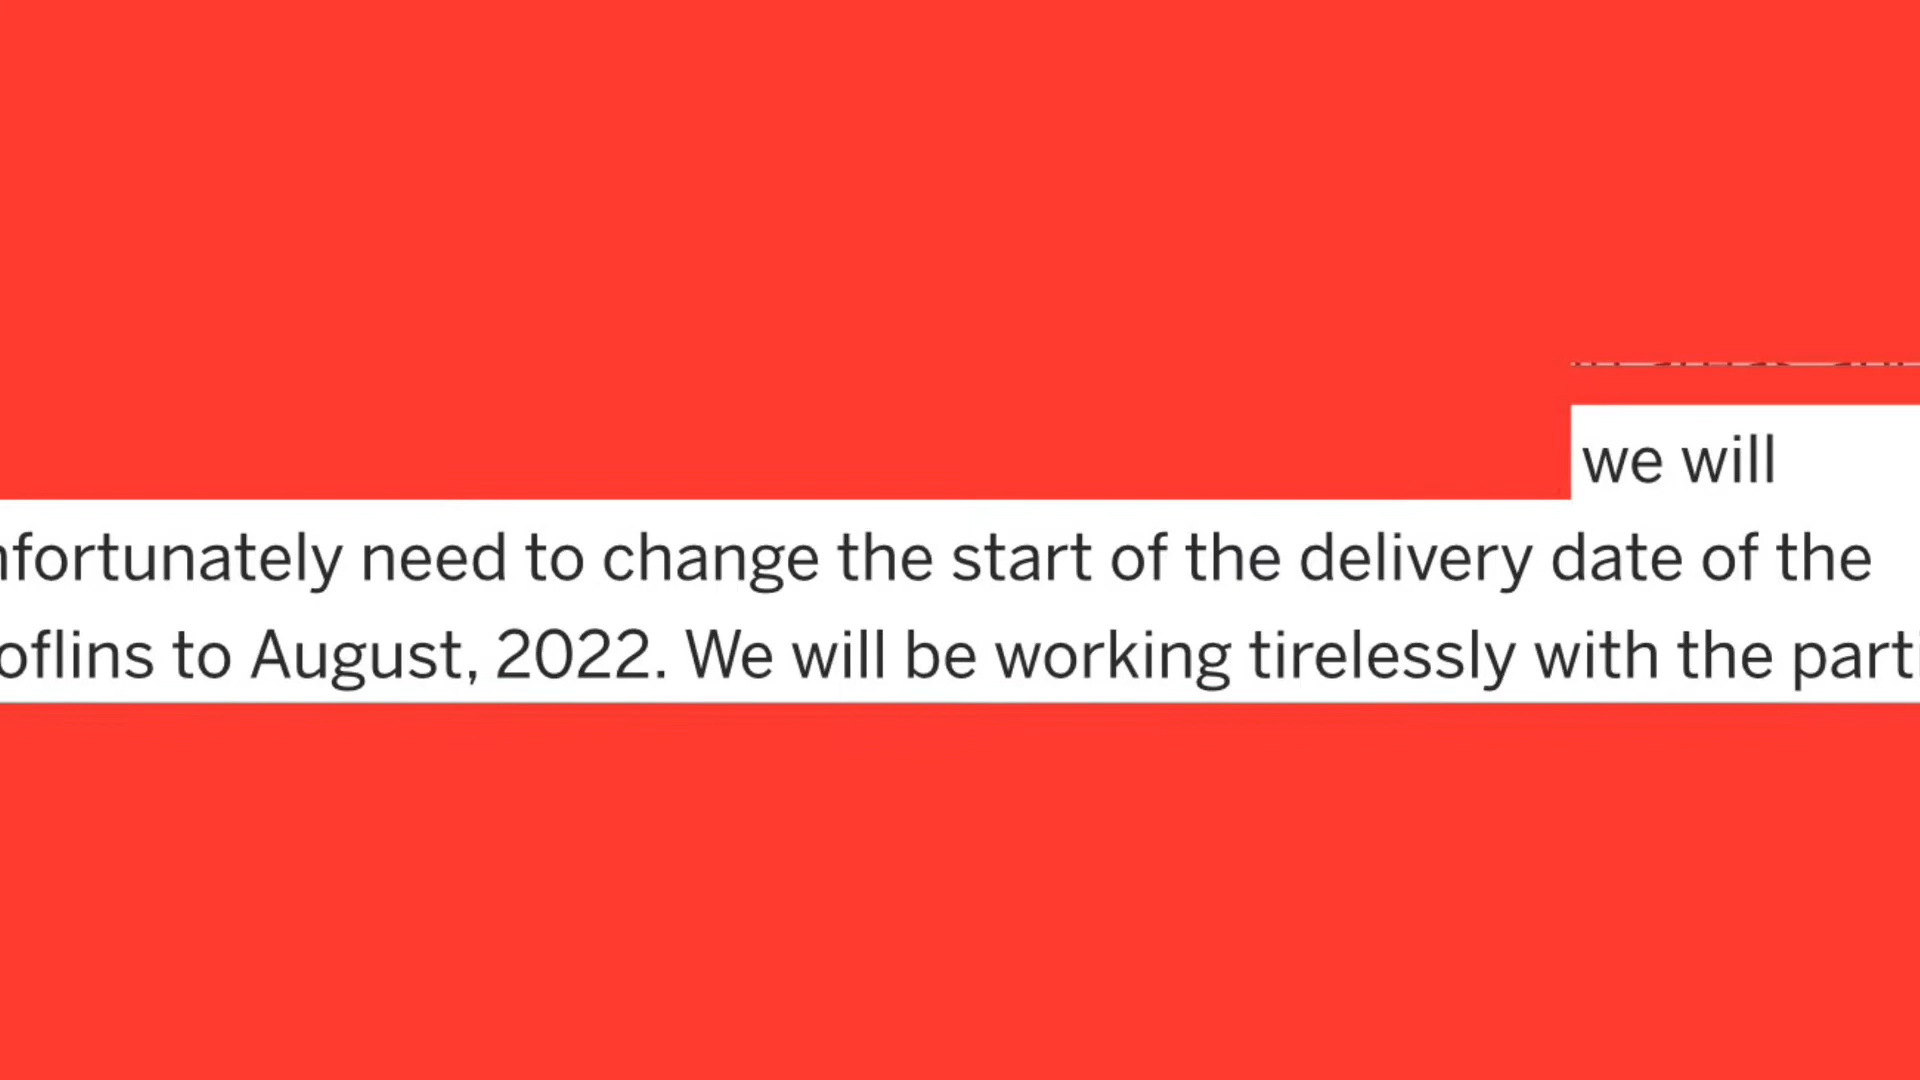 we will
nfortunately need to change the start of the delivery date of the
oflins to August, 2022. We will be working tirelessly with the parti